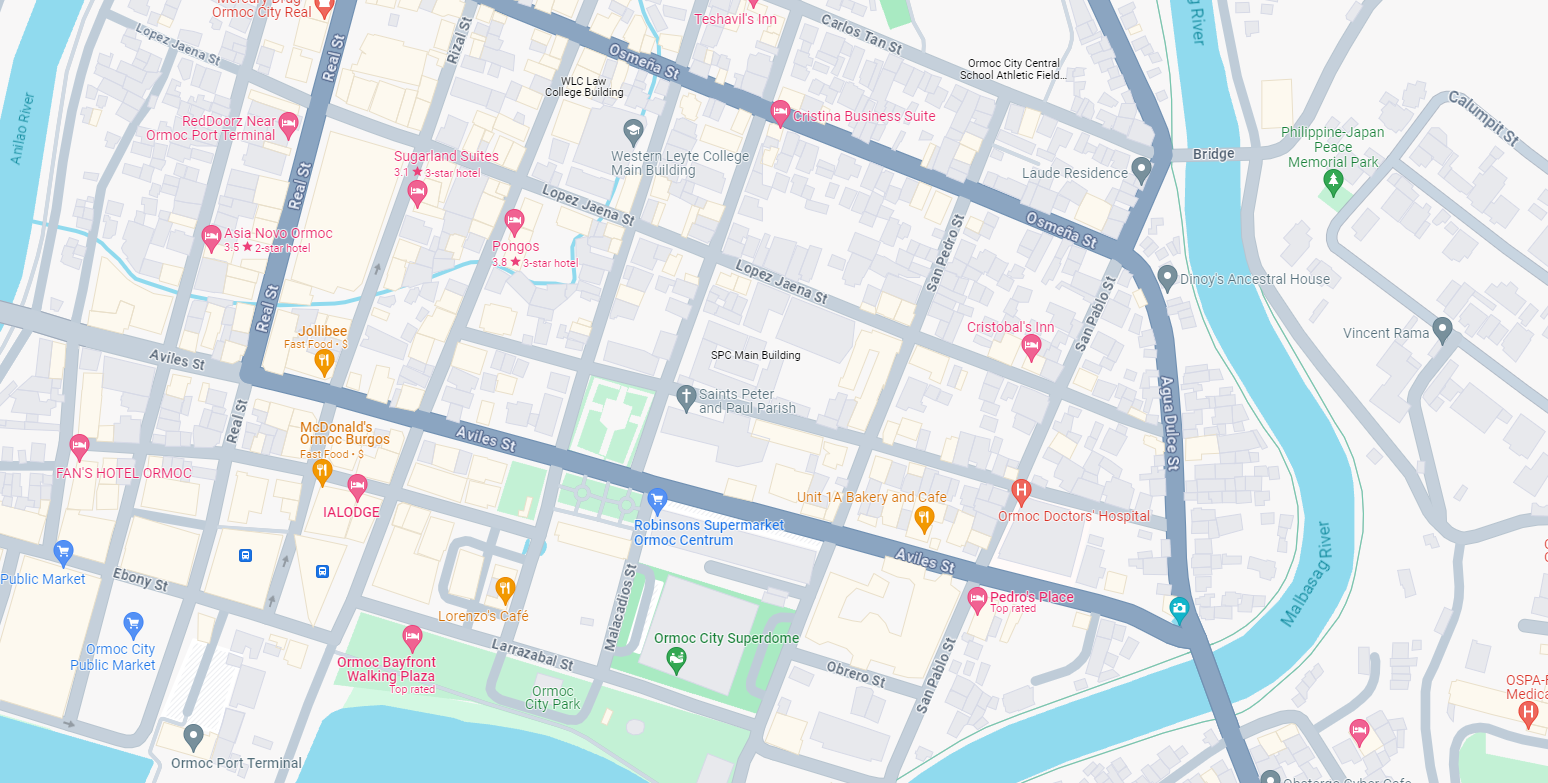 Mercury Drug
Ormoc City Real
Teshavil's Inn
Carlos Tan St
g River
Lopez Jaena St
Real St
Rizal St
Osmeña St
WLC Law
College Building
Ormoc City Central
School Athletic Field...
Calumpit St
Anilao River
RedDoorz Near
Ormoc Port Terminal
Cristina Business Suite
Philippine-Japan
Peace
Memorial Park
Bridge
Sugarland Suites
3.1 ★ 3-star hotel
Western Leyte College
Main Building
Laude Residence
Real St
Lopez Jaena St
Asia Novo Ormoc
3.5 ★ 2-star hotel
Pongos
3.8 ★ 3-star hotel
San Pedro St
Osmeña St
Lopez Jaena St
Dinoy's Ancestral House
Real St
San Pablo St
Jollibee
Fast Food • $
Cristobal's Inn
Vincent Rama
Aviles St
SPC Main Building
Saints Peter
and Paul Parish
Agua Dulce St
Real St
McDonald's
Ormoc Burgos
Fast Food • $
Aviles St
FAN'S HOTEL ORMOC
IALODGE
Unit 1A Bakery and Cafe
H
Ormoc Doctors' Hospital
Robinsons Supermarket
Ormoc Centrum
Malbasag River
Public Market
Ebony St
Aviles St
Lorenzo's Café
Malacadios St
Pedro's Place
Top rated
Ormoc City
Public Market
Ormoc City Superdome
Larrazabal St
Obrero St
San Pablo St
Ormoc Bayfront
Walking Plaza
Top rated
Ormoc
City Park
OSPA-F
Medica
H
Ormoc Port Terminal